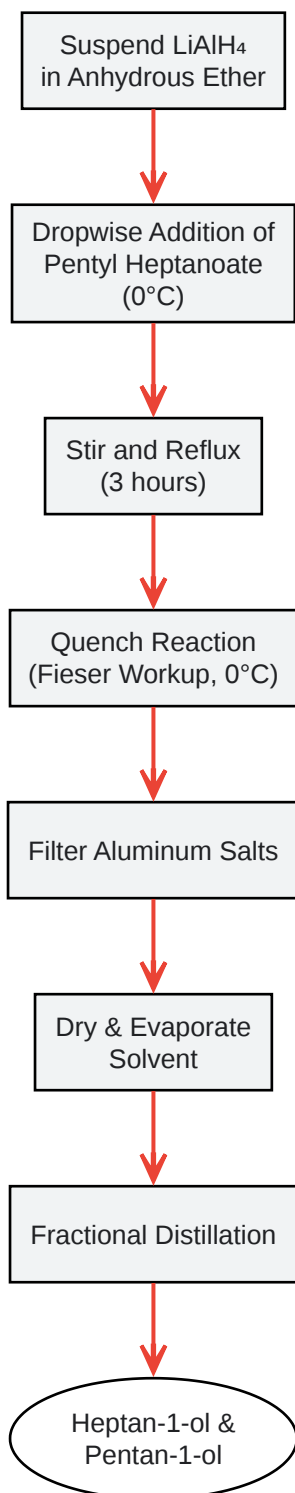 Suspend LiAlH₄
in Anhydrous Ether
Dropwise Addition of
Pentyl Heptanoate
(0°C)
Stir and Reflux
(3 hours)
Quench Reaction
(Fieser Workup, 0°C)
Filter Aluminum Salts
Dry & Evaporate
Solvent
Fractional Distillation
Heptan-1-ol &
Pentan-1-ol